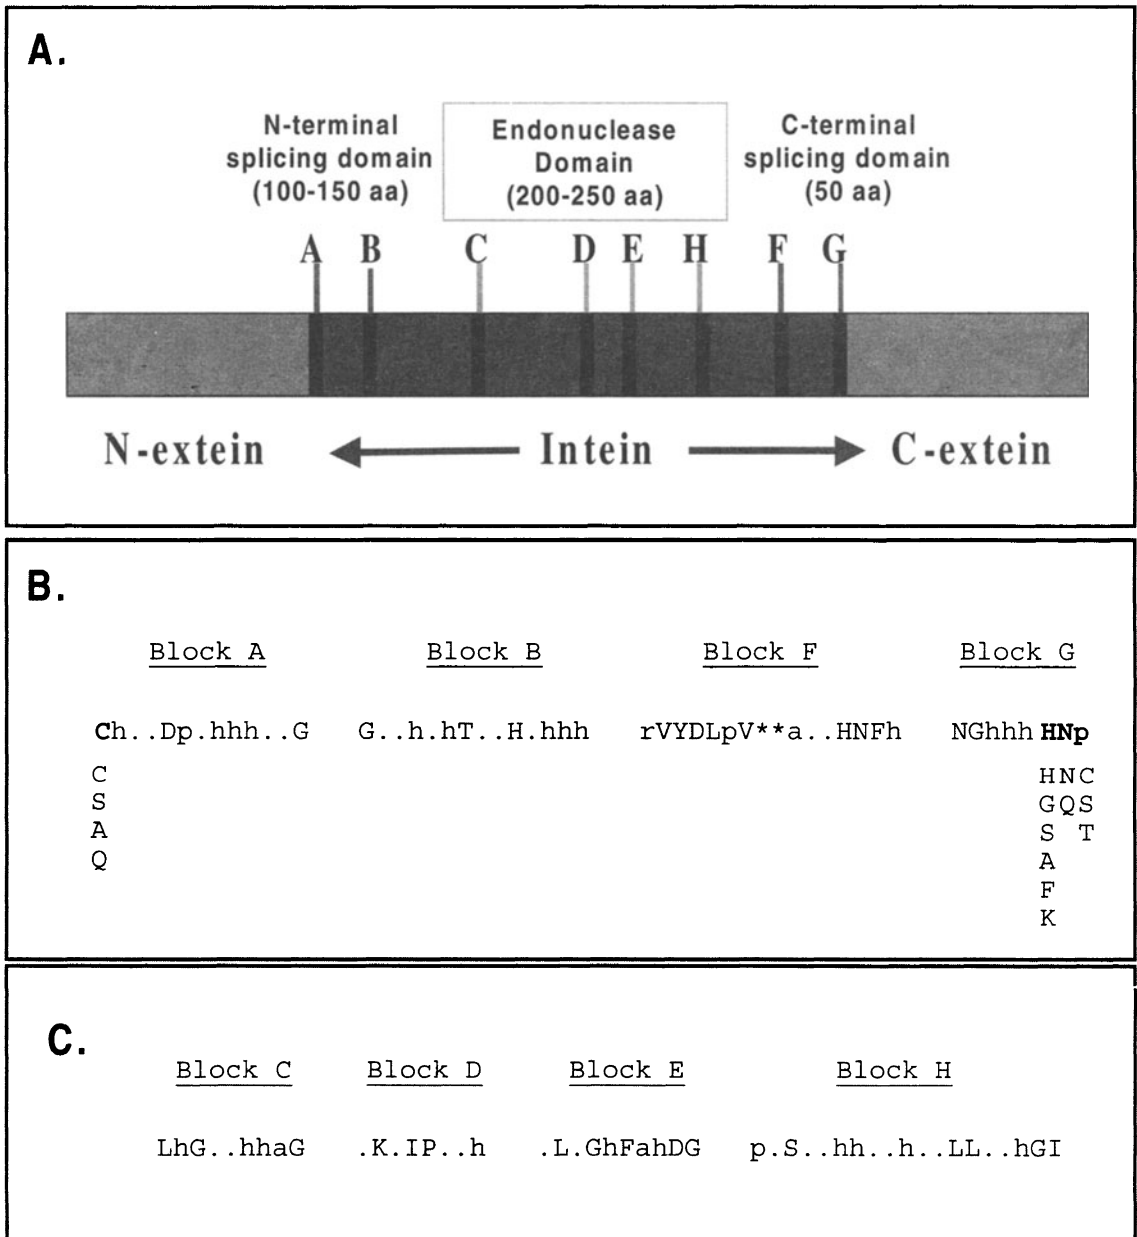 A.
N-terminal
splicing domain
(100-150 aa)
Endonuclease
Domain
(200-250 aa)
C-terminal
splicing domain
(50 aa)
A B C D E H F G
N-extein Intein C-extein
B.
Block A Block B Block F Block G
Ch..Dp.hhh..G G..h.hT..H.hhh rVYDLpV**a..HNFh NGhhhHNp
C HNC
S GQS
A S T
Q A
F
K
C.
Block C Block D Block E Block H
LhG..hhaG .K.IP..h .L.GhFahDG p.S..hh..h..LL..hGI